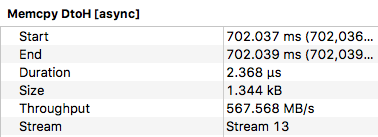 Memcpy DtoH [async]
Start 702.037 ms (702,036...
End 702.039 ms (702,039...
Duration 2.368 µs
Size 1.344 kB
Throughput 567.568 MB/s
Stream Stream 13